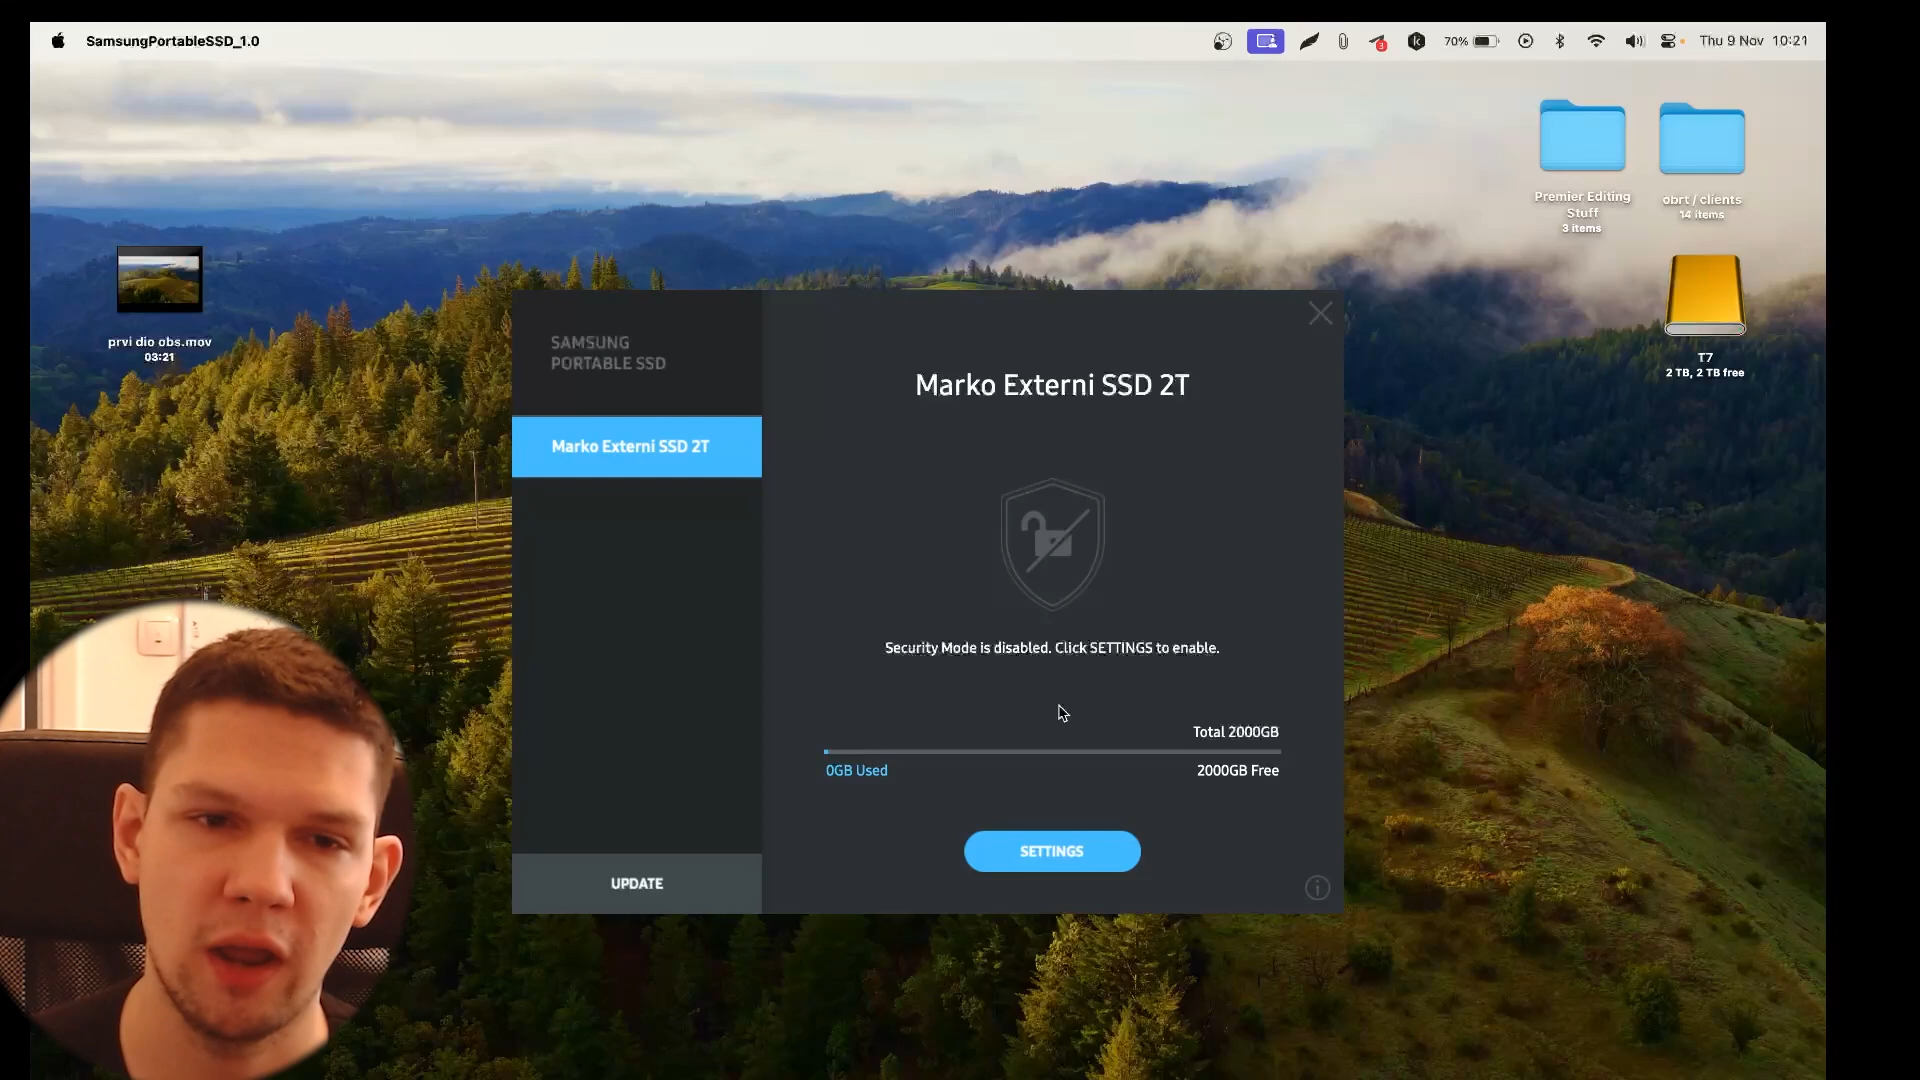 SamsungPortableSSD_1.0
3
70%
Thu 9 Nov 10:21
Premier Editing
Stuff
3 items
obrt / clients
14 items
prvi dio obs.mov
03:21
T7
2 TB, 2 TB free
SAMSUNG
PORTABLE SSD
Marko Externi SSD 2T
UPDATE
Marko Externi SSD 2T
Security Mode is disabled. Click SETTINGS to enable.
Total 2000GB
0GB Used
2000GB Free
SETTINGS